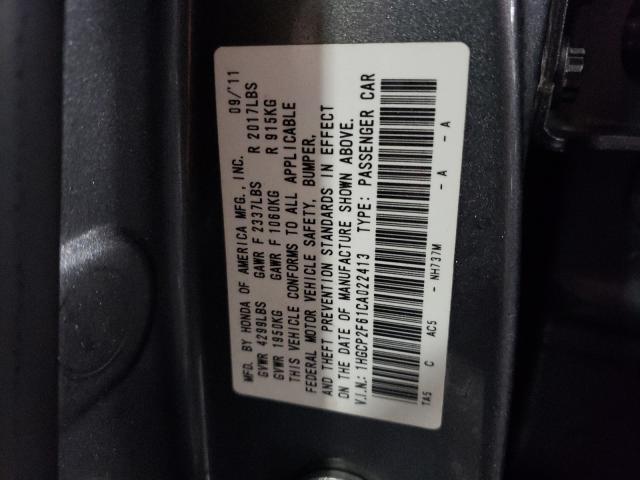 MFD. BY HONDA OF AMERICA MFG., INC. 09/'11
GVWR 4299LBS GAWR F 2337LBS R 2017LBS
GVWR 1950KG GAWR F 1060KG R 915KG
THIS VEHICLE CONFORMS TO ALL APPLICABLE
FEDERAL MOTOR VEHICLE SAFETY, BUMPER,
AND THEFT PREVENTION STANDARDS IN EFFECT
ON THE DATE OF MANUFACTURE SHOWN ABOVE.
V.I.N.: 1HGCP2F61CA022413 TYPE: PASSENGER CAR
TA5 C AC5 - NH737M - A - A